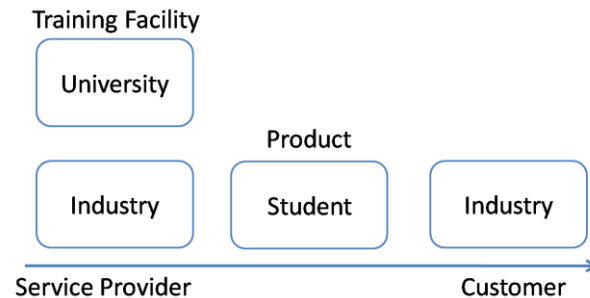 Training Facility
University
Product
Industry
Student
Industry
Service Provider
Customer